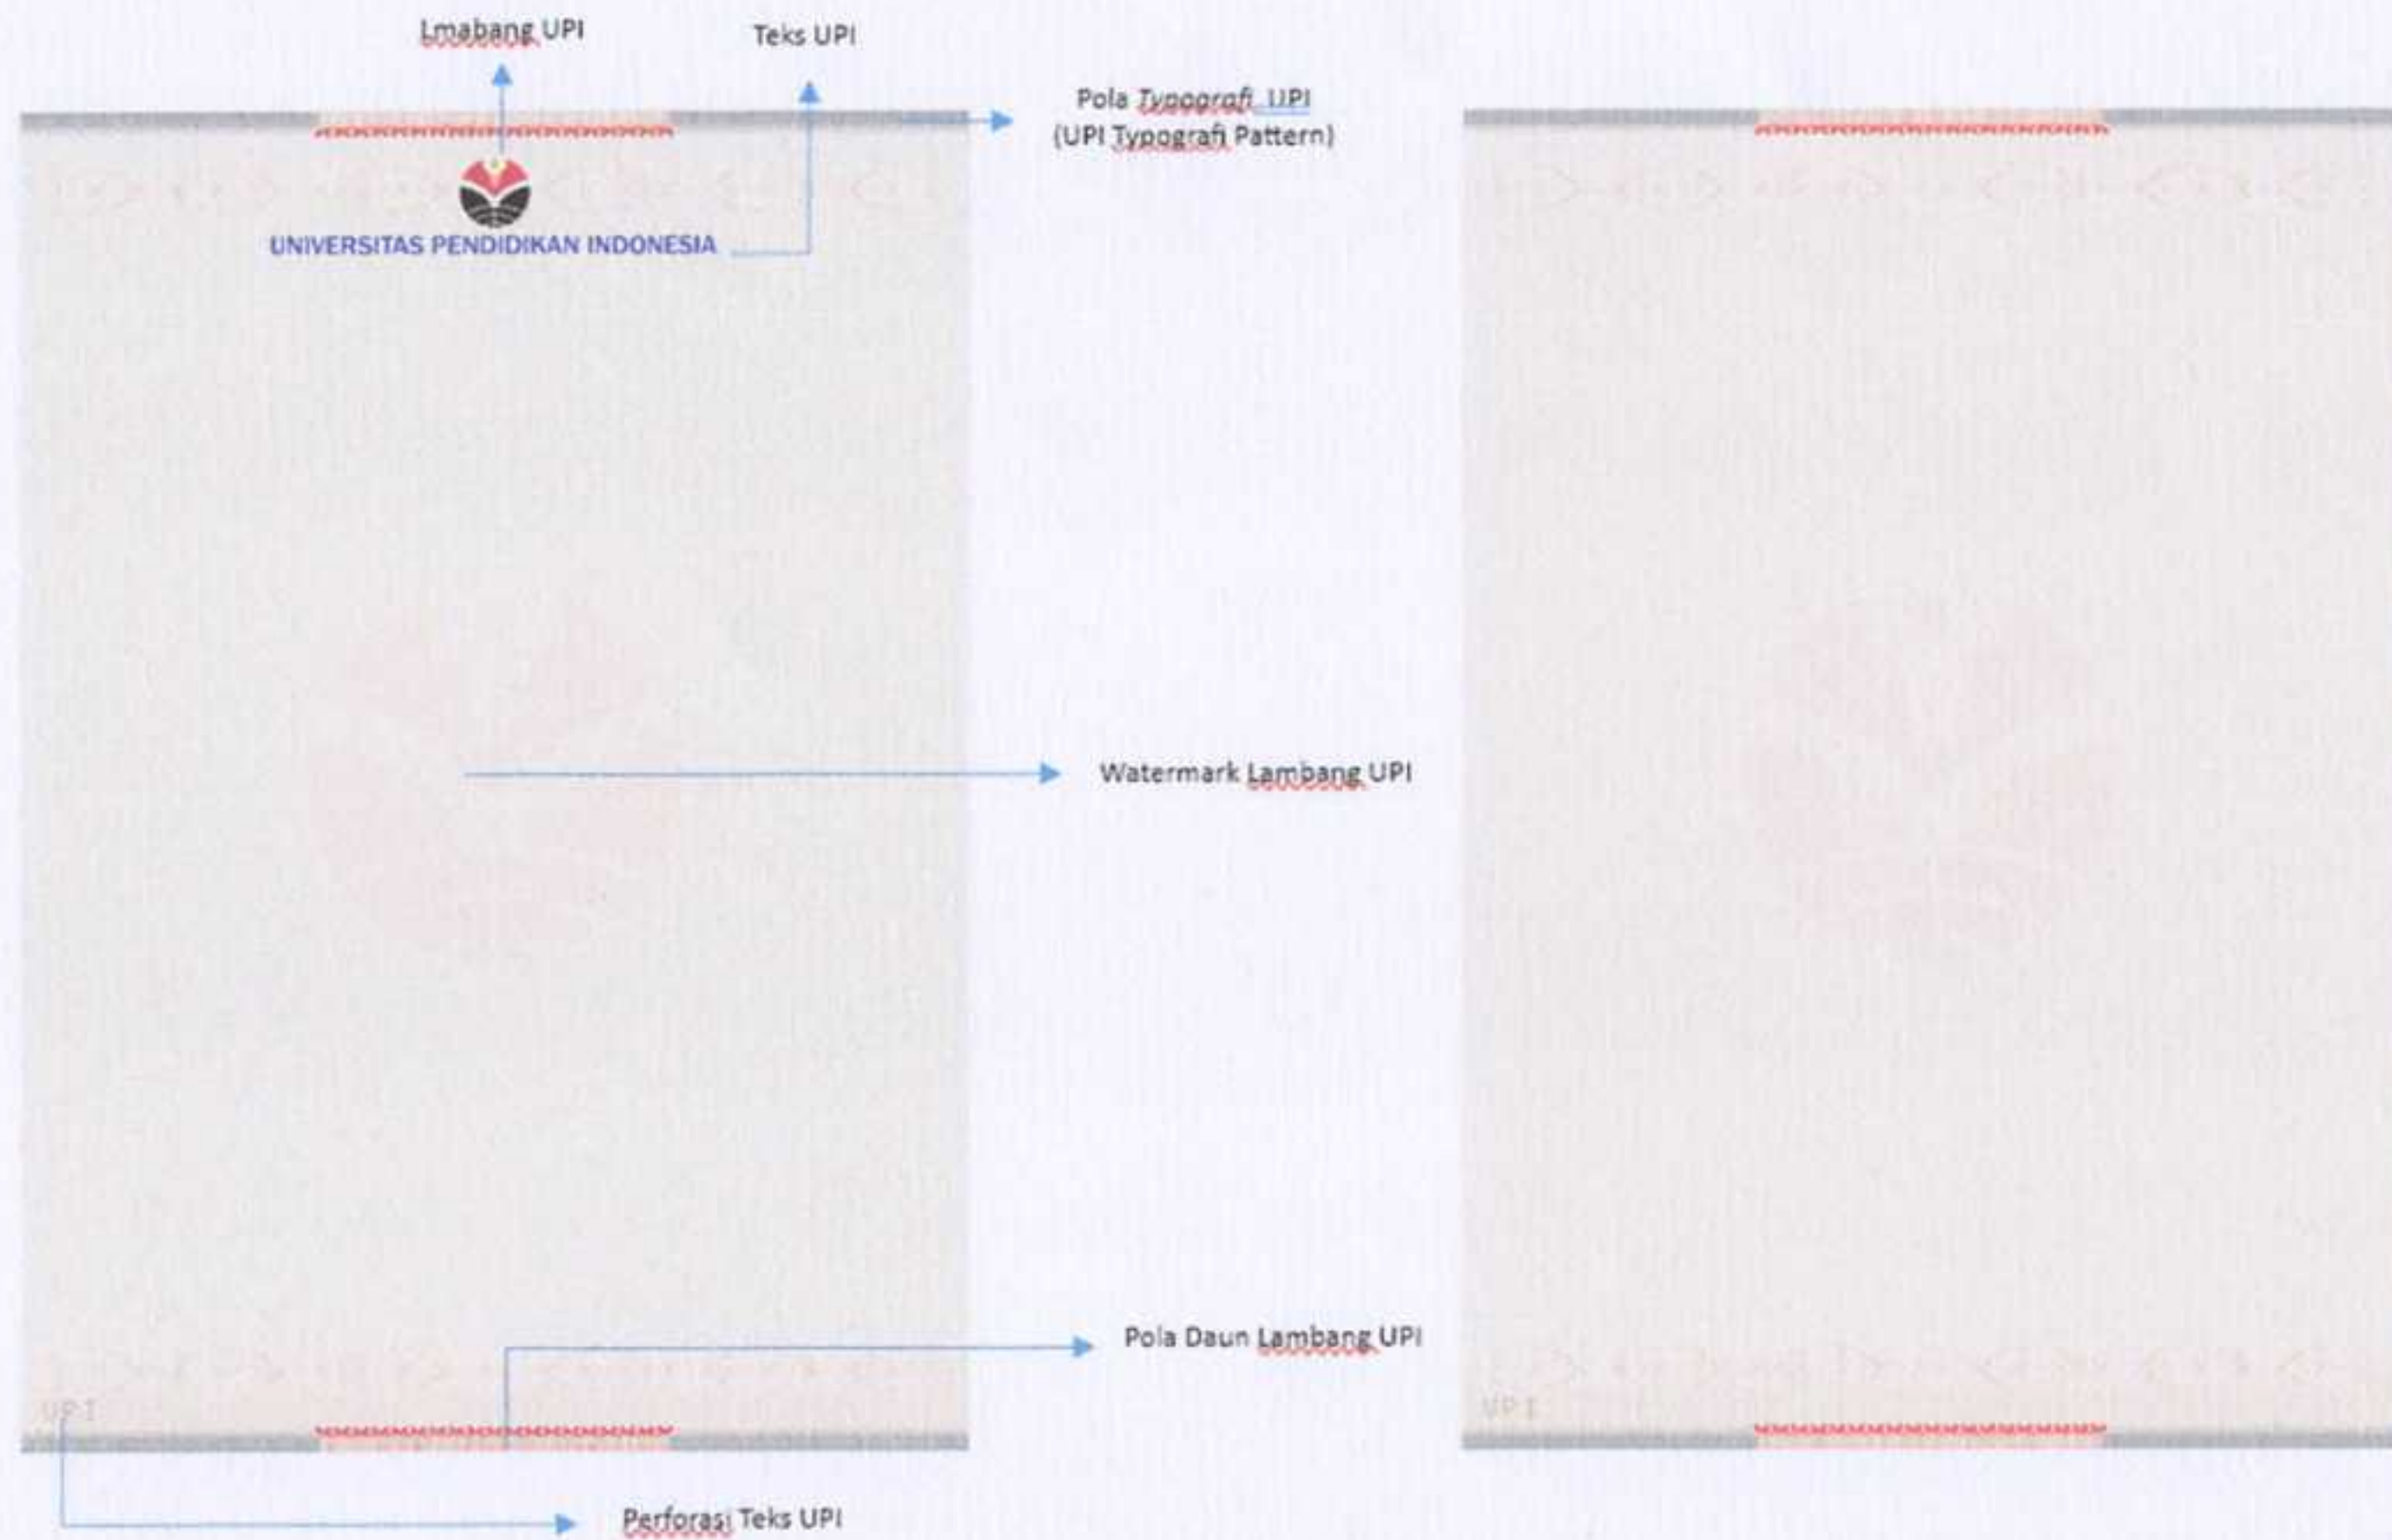 Lmabang UPI
Teks UPI
Pola Typografi UPI
(UPI Typografi Pattern)
UNIVERSITAS PENDIDIKAN INDONESIA
Watermark Lambang UPI
Pola Daun Lambang UPI
UPI
UPI
Perforasi Teks UPI